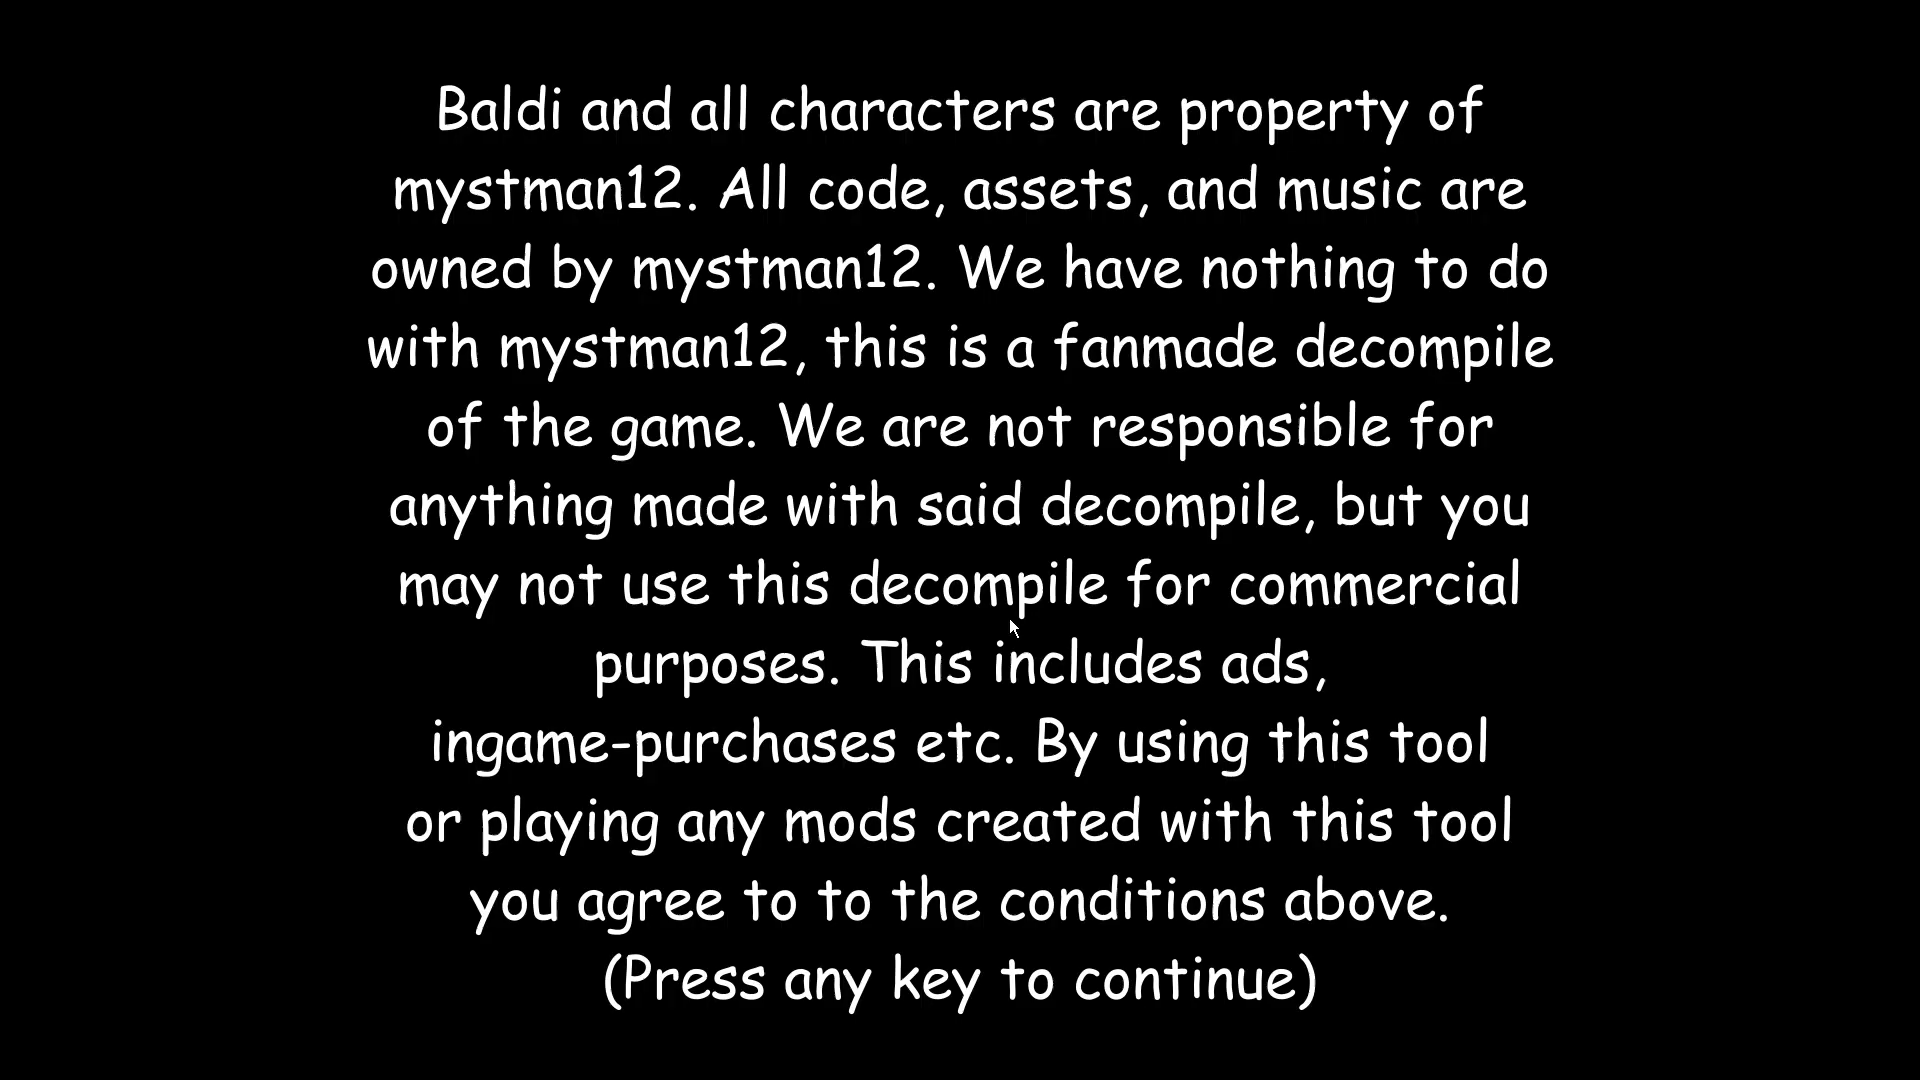 Baldi and all characters are property of
mystman12. All code, assets, and music are
owned by mystman12. We have nothing to do
with mystman12, this is a fanmade decompile
of the game. We are not responsible for
anything made with said decompile, but you
may not use this decompile for commercial
purposes. This includes ads,
ingame-purchases etc. By using this tool
or playing any mods created with this tool
you agree to to the conditions above.
(Press any key to continue)